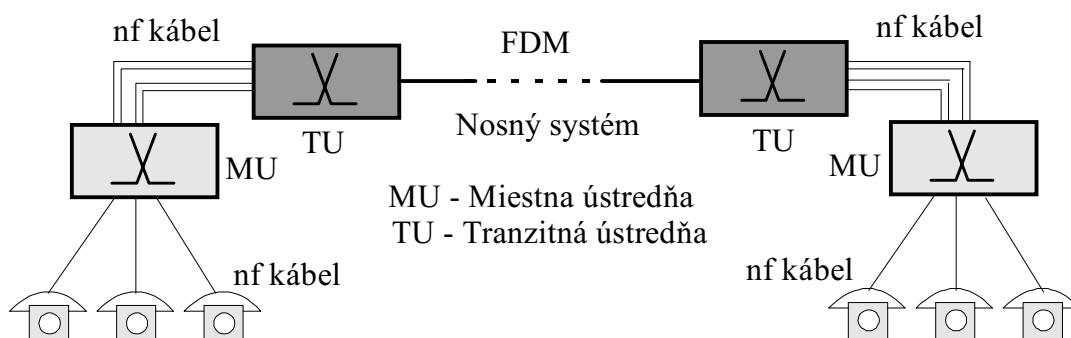 nf kábel
FDM
nf kábel
TU
Nosný systém
TU
MU
MU
MU - Miestna ústredňa
TU - Tranzitná ústredňa
nf kábel
nf kábel